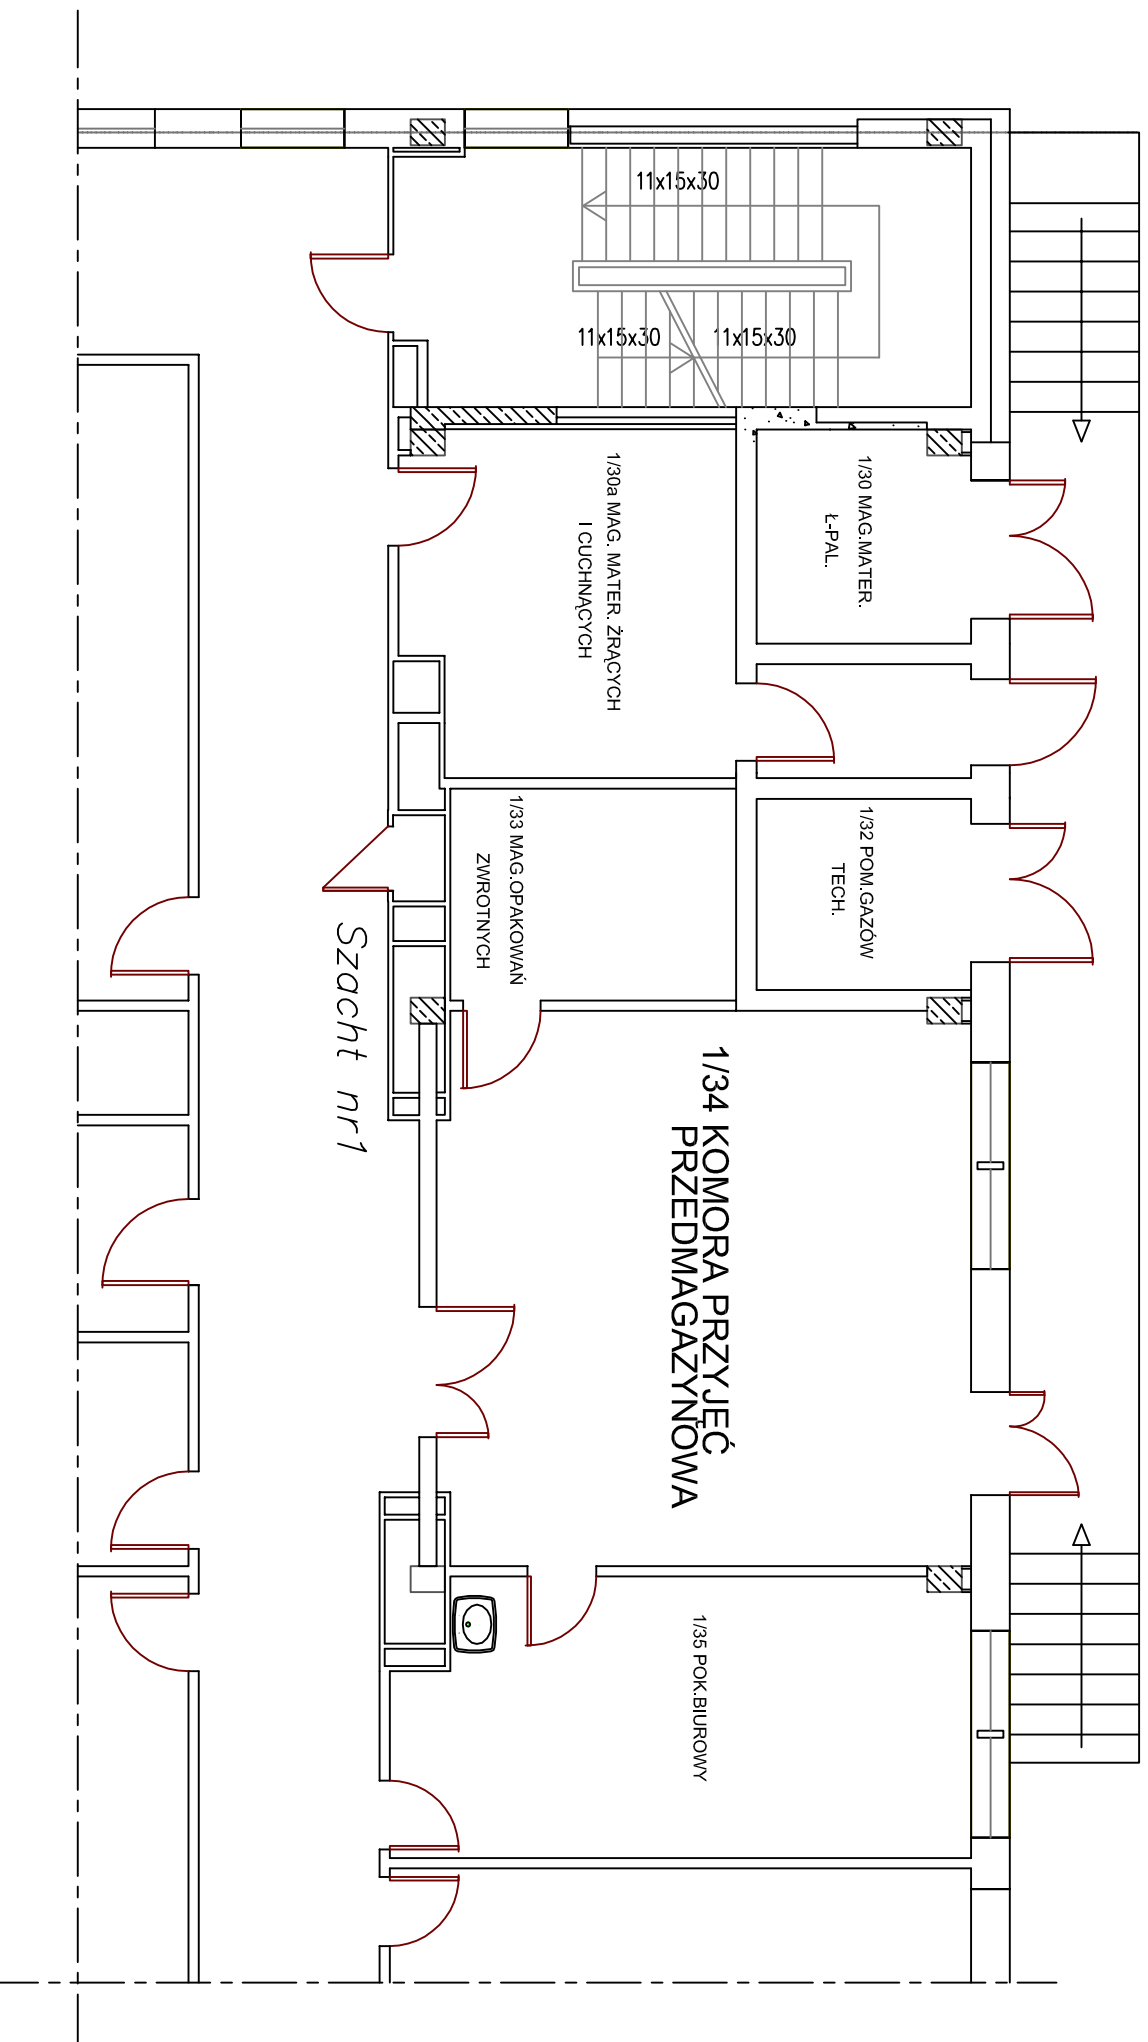 11x15x30
11x15x30
11x15x30
1/30 MAG.MATER.
Ł-PAL.
1/30a MAG. MATER. ŻRĄCYCH
I CUCHNĄCYCH
1/32 POM.GAZÓW
TECH.
1/33 MAG.OPAKOWAŃ
ZWROTNYCH
Szacht nr1
1/34 KOMORA PRZYJĘĆ
PRZEDMAGAZYNOWA
1/35 POK.BIUROWY